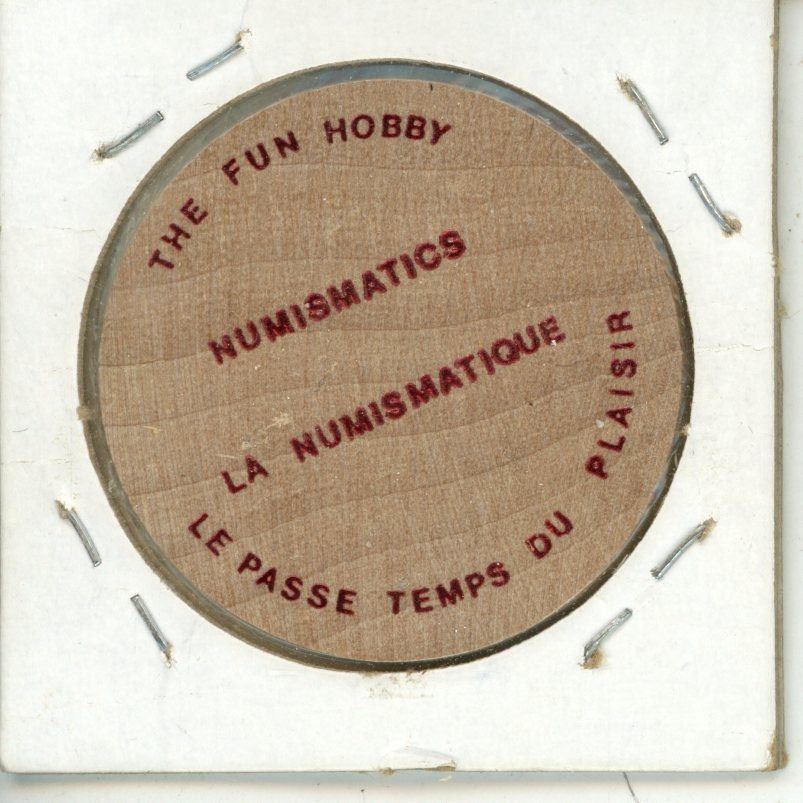 THE FUN HOBBY
NUMISMATICS
LA NUMISMATIQUE
LE PASSE TEMPS DU PLAISIR